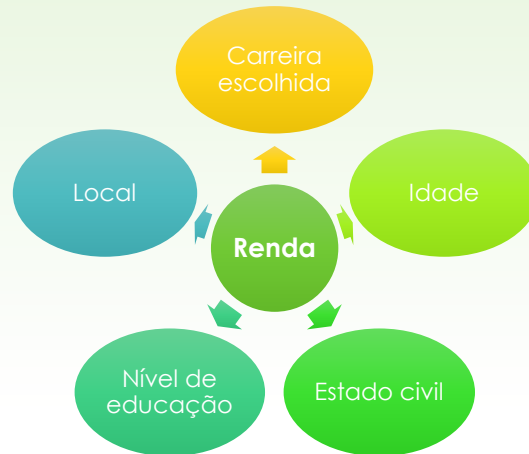 Carreira
escolhida
Local
Idade
Renda
Nível de
educação
Estado civil